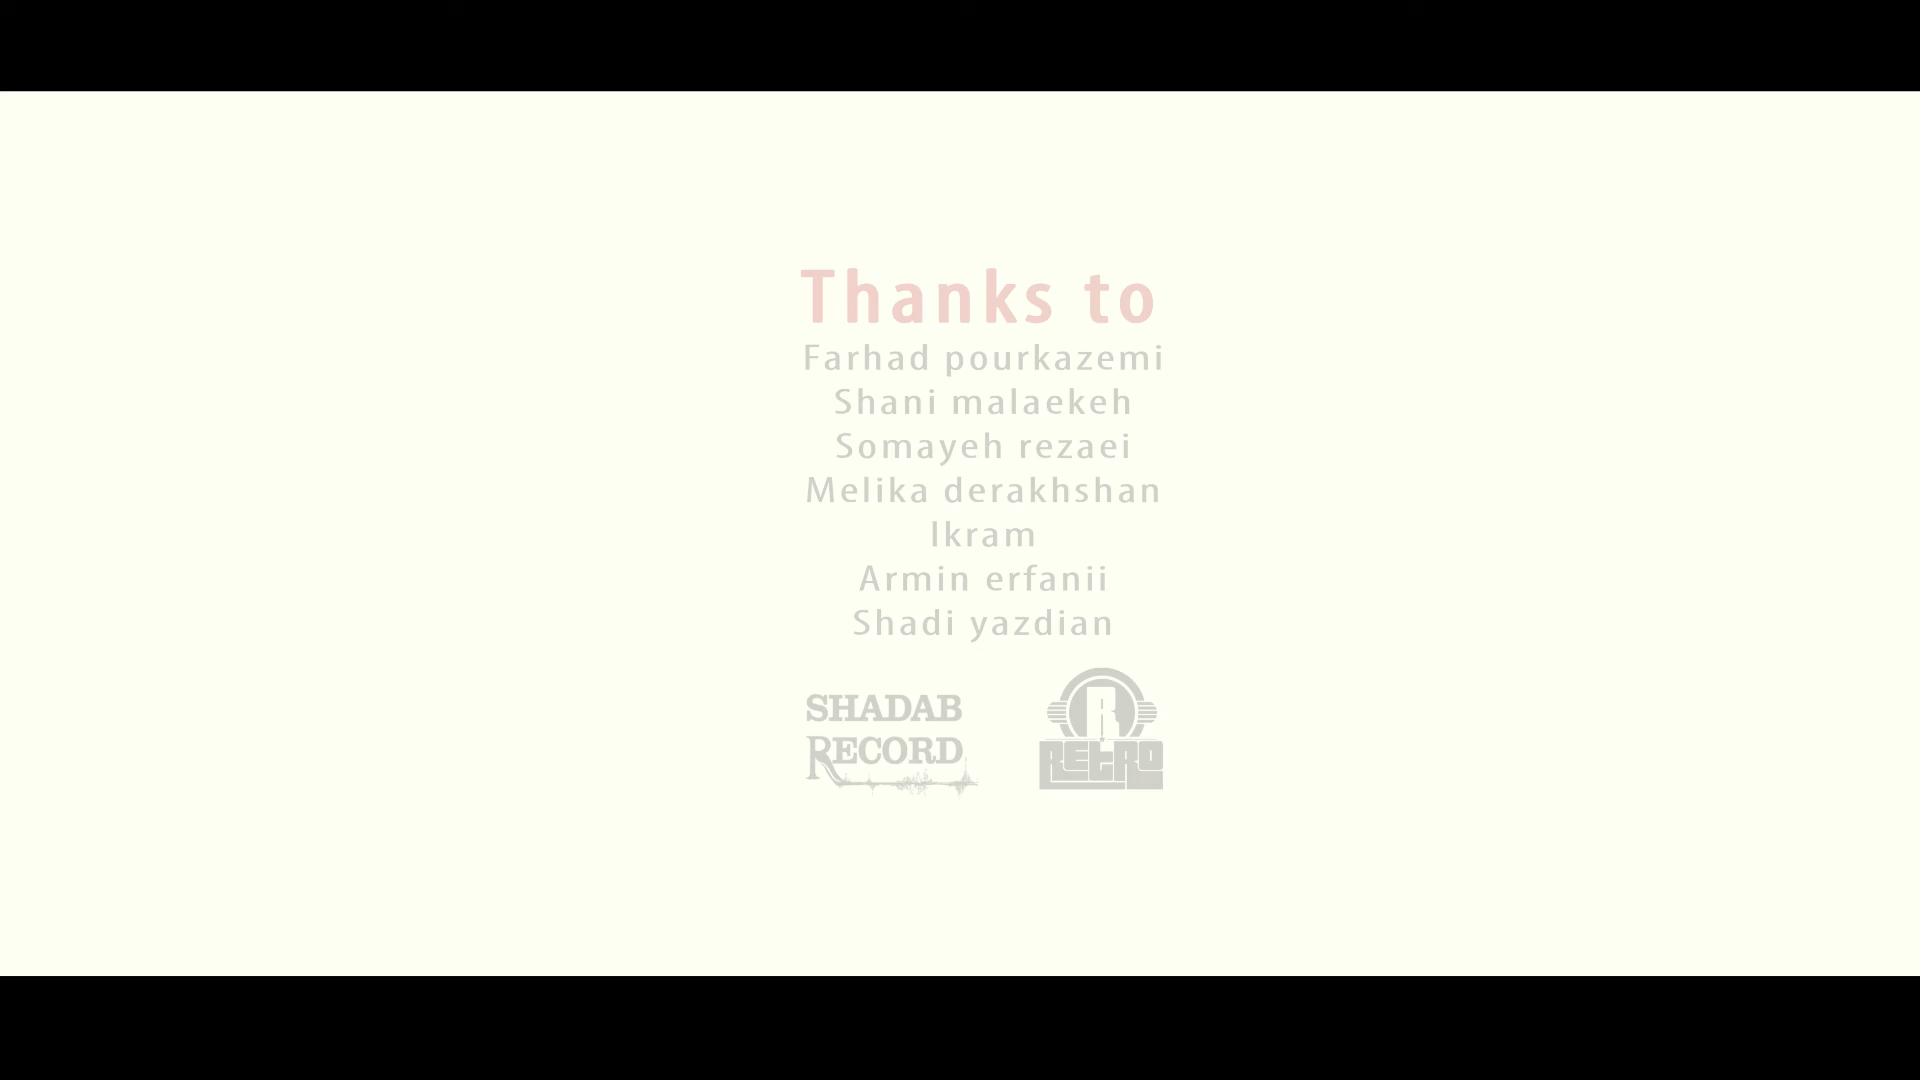 Thanks to
Farhad pourkazemi
Shani malaekeh
Somayeh rezaei
Melika derakhshan
Ikram
Armin erfanii
Shadi yazdian
SHADAB
RECORD
R
RETRO